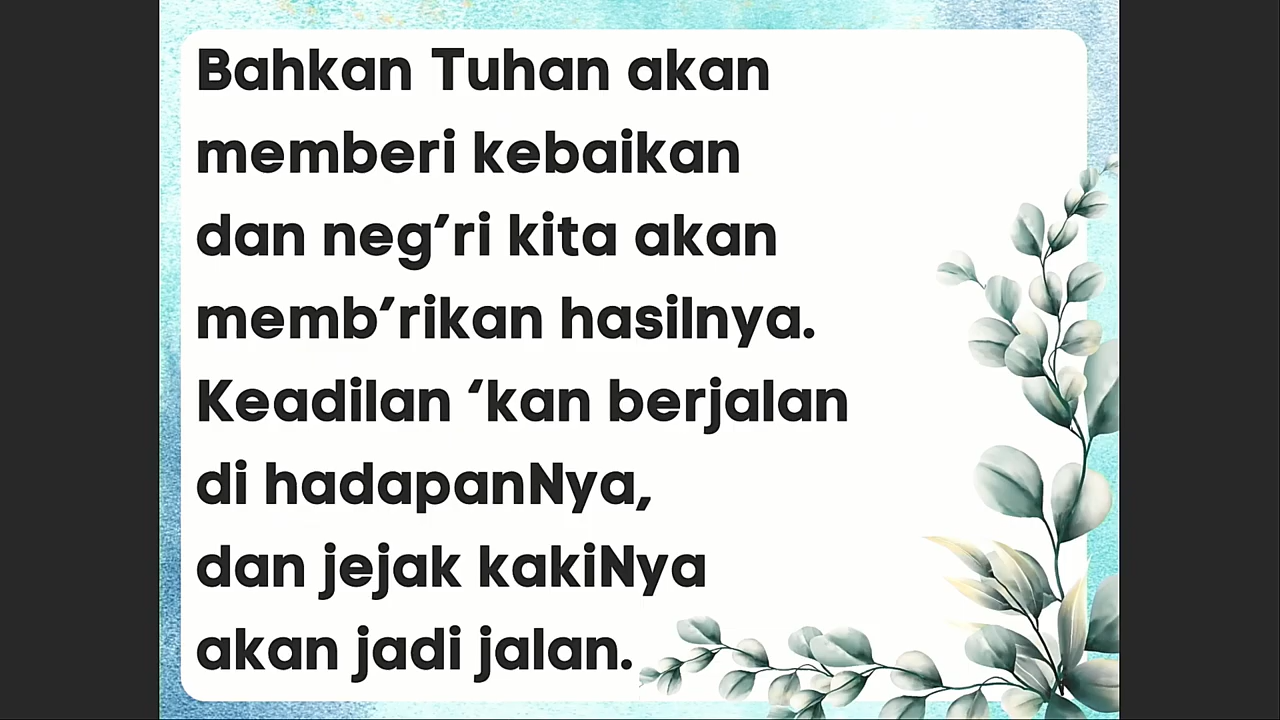 Bahkan Tuhan akan
memberi kebaikan
dan neg’ri kita akan
memb’rikan hasilnya.
Keadilan ‘kan berjalan
di hadapanNya,
dan jejak kakiNya
akan jadi jalan.